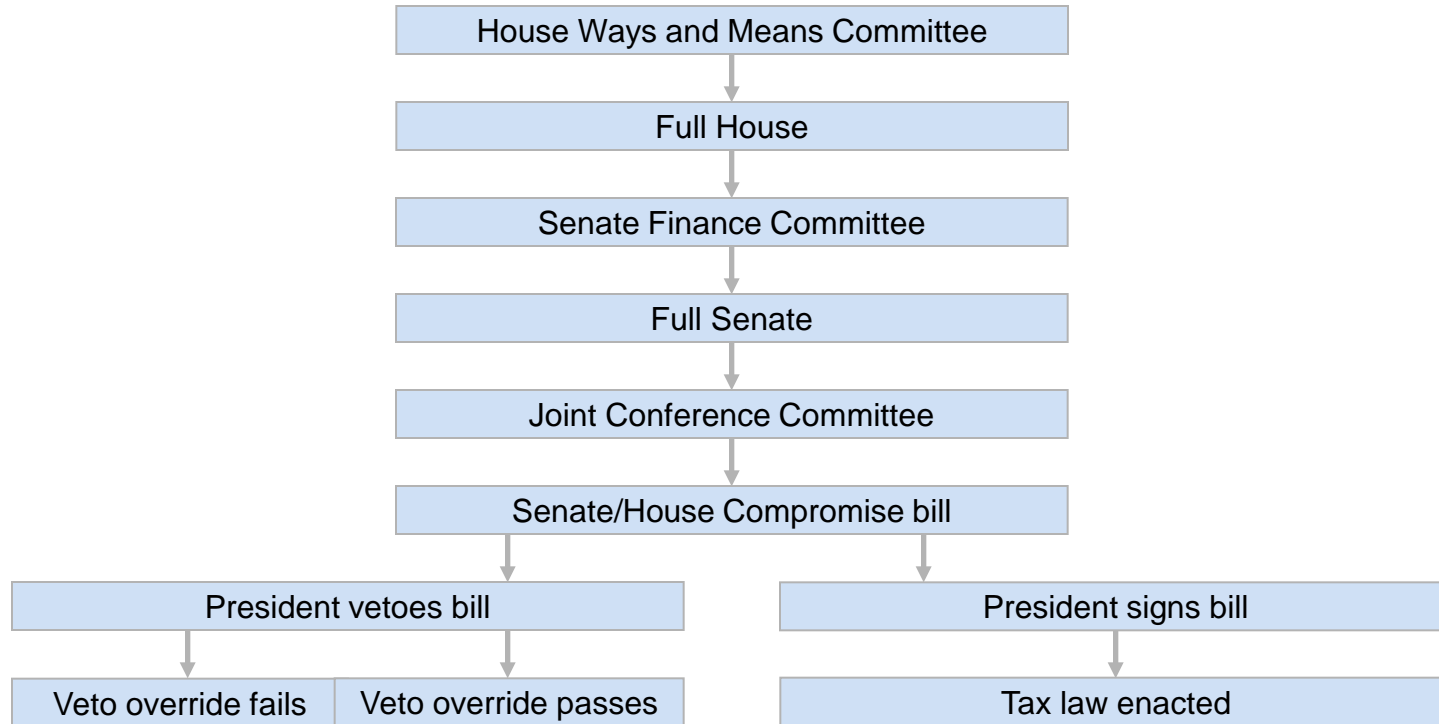 House Ways and Means Committee
Full House
Senate Finance Committee
Full Senate
Joint Conference Committee
Senate/House Compromise bill
President vetoes bill
President signs bill
Veto override fails
Veto override passes
Tax law enacted